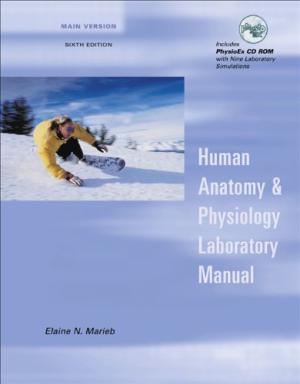 MAIN VERSION
SIXTH EDITION
Includes
PhysioEx CD ROM
with Nine Laboratory
Simulations
Human
Anatomy &
Physiology
Laboratory
Manual
Elaine N. Marieb